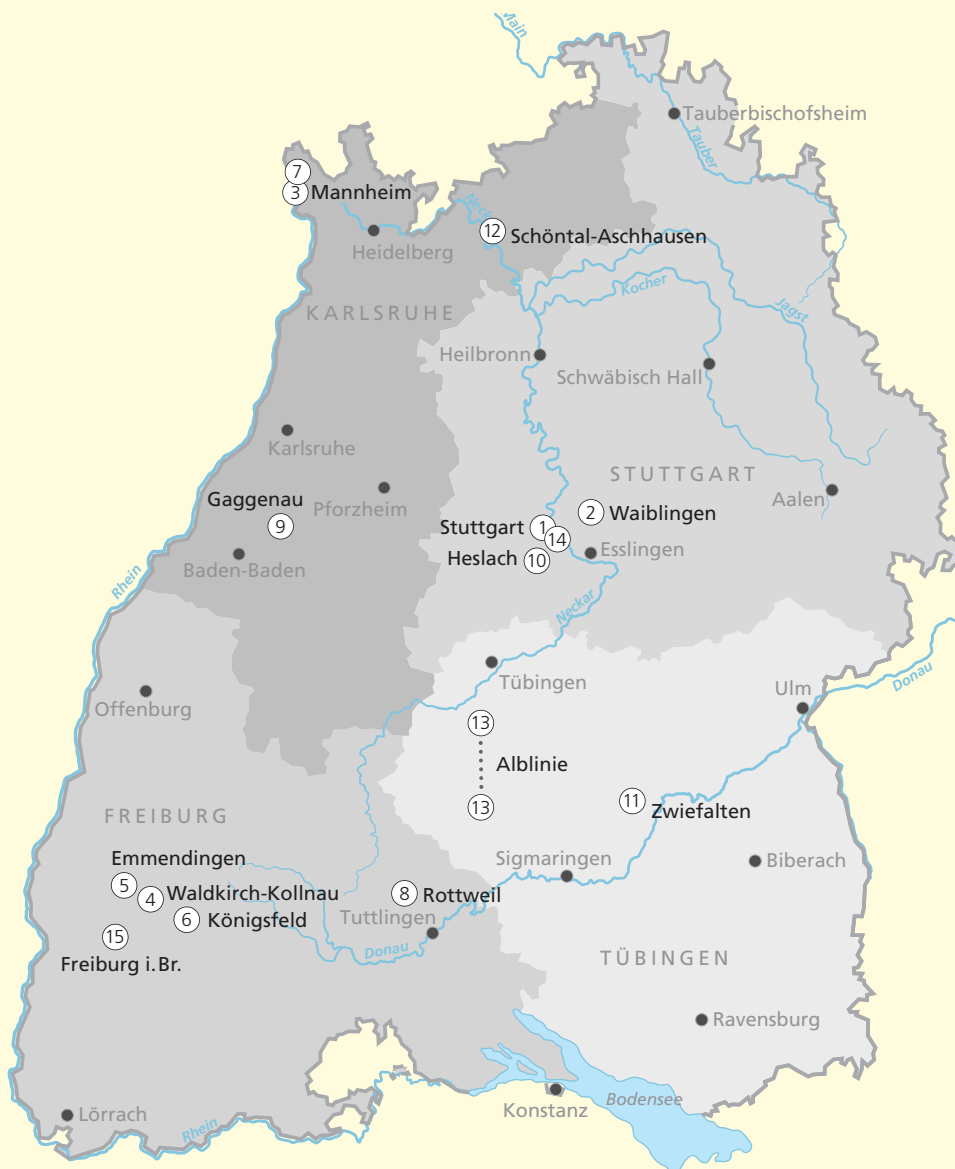 Main
Tauberbischofsheim
Tauber
7
3 Mannheim
Neckar
12 Schöntal-Aschhausen
Heidelberg
Kocher
Jagst
KARLSRUHE
Heilbronn
Schwäbisch Hall
Karlsruhe
STUTTGART
Gaggenau
Pforzheim
Aalen
9
Stuttgart 1
2 Waiblingen
14
Esslingen
Heslach 10
Baden-Baden
Rhein
Neckar
Tübingen
Ulm
Donau
Offenburg
13
Alblinie
13
11 Zwiefalten
FREIBURG
Emmendingen
Sigmaringen
Biberach
5
4 Waldkirch-Kollnau
8 Rottweil
6 Königsfeld
Tuttlingen
15
Donau
Freiburg i.Br.
TÜBINGEN
Ravensburg
Konstanz
Bodensee
Lörrach
Rhein